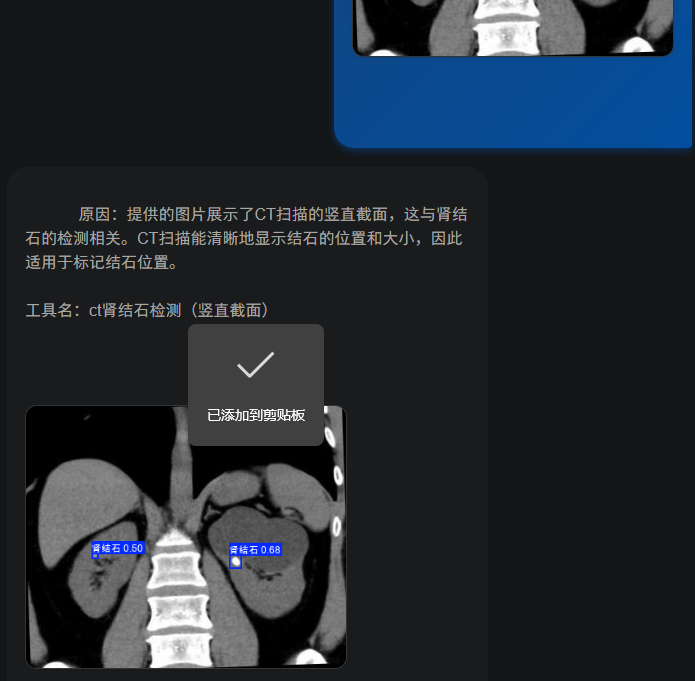 原因：提供的图片展示了CT扫描的竖直截面，这与肾结
石的检测相关。CT扫描能清晰地显示结石的位置和大小，因此
适用于标记结石位置。
工具名：ct肾结石检测（竖直截面）
已添加到剪贴板
肾结石 0.50
肾结石 0.68